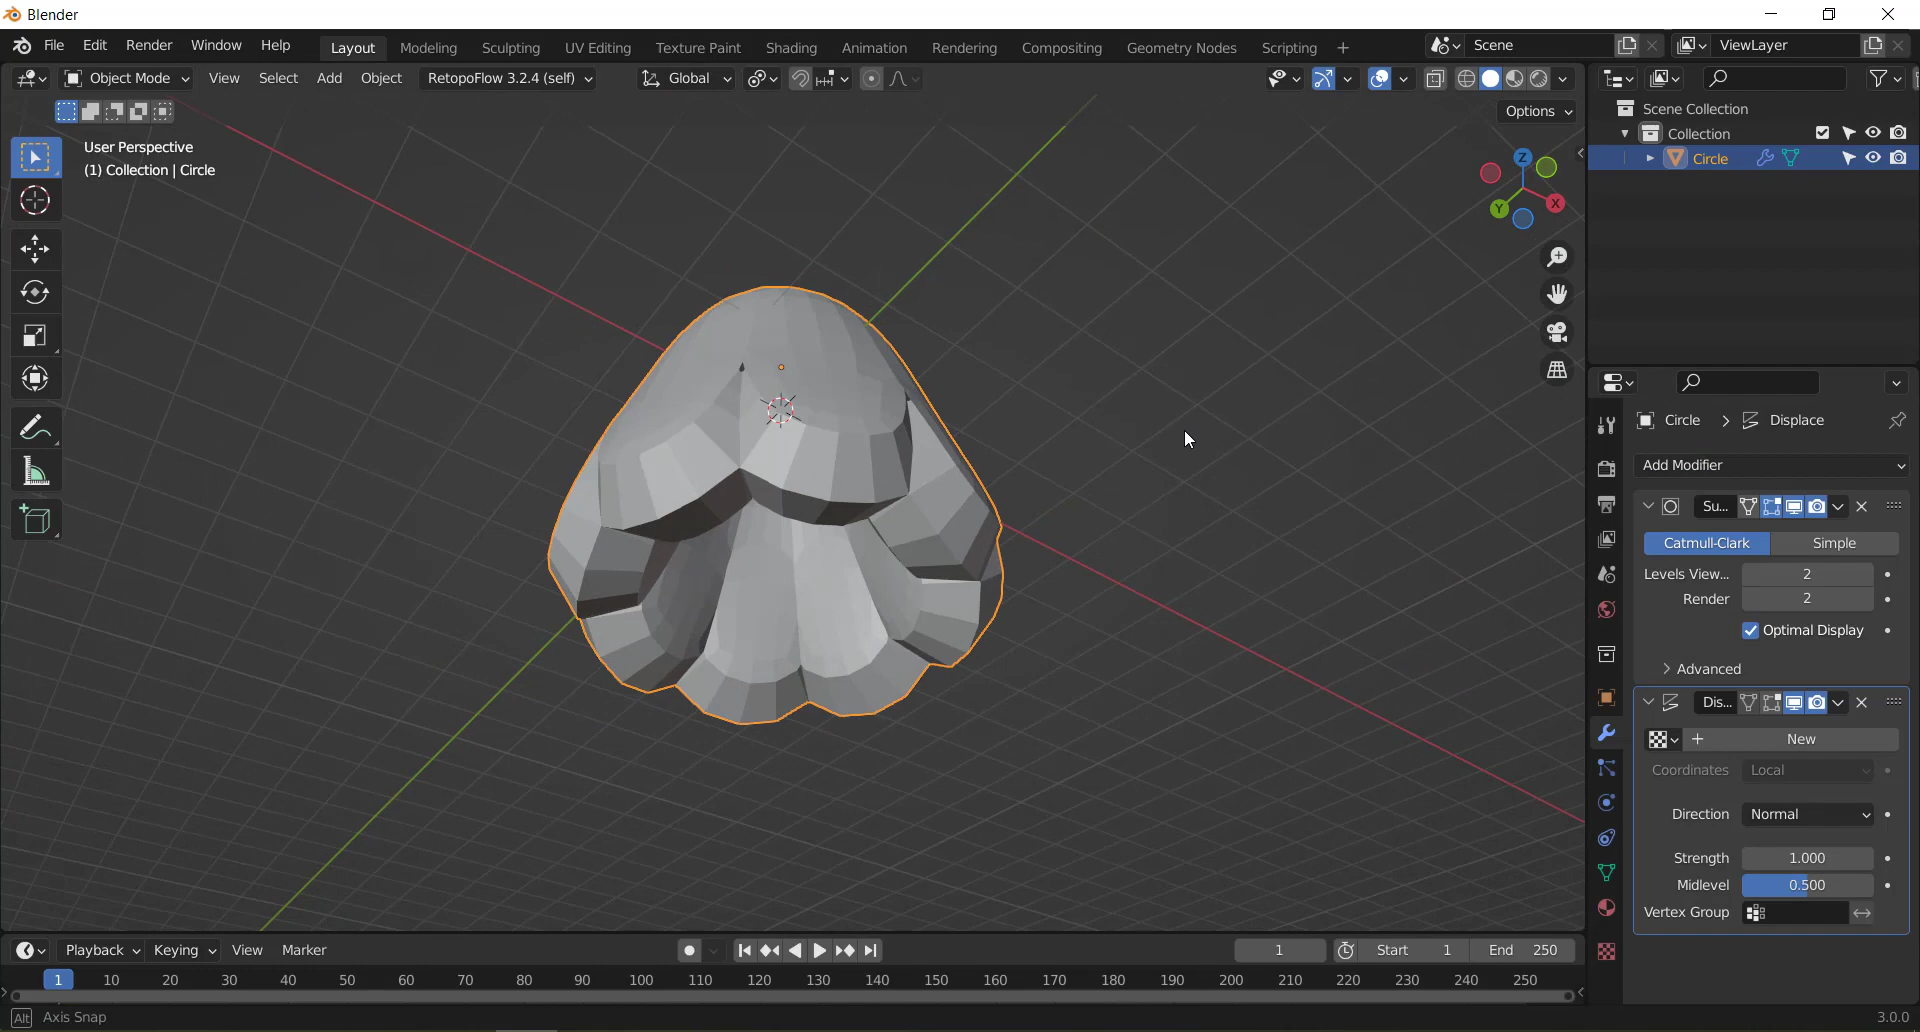 Blender
File Edit Render Window Help Layout Modeling Sculpting UV Editing Texture Paint Shading Animation Rendering Compositing Geometry Nodes Scripting + Scene ViewLayer
Object Mode View Select Add Object RetopoFlow 3.2.4 (self) Global
Options
User Perspective
(1) Collection | Circle
Z
X
Y
Scene Collection
Collection
Circle
Circle > Displace
Add Modifier
Su...
Catmull-Clark Simple
Levels View... 2
Render 2
Optimal Display
Advanced
Dis...
New
Coordinates Local
Direction Normal
Strength 1.000
Midlevel 0.500
Vertex Group
Playback Keying View Marker 1 Start 1 End 250
1 10 20 30 40 50 60 70 80 90 100 110 120 130 140 150 160 170 180 190 200 210 220 230 240 250
Alt Axis Snap 3.0.0